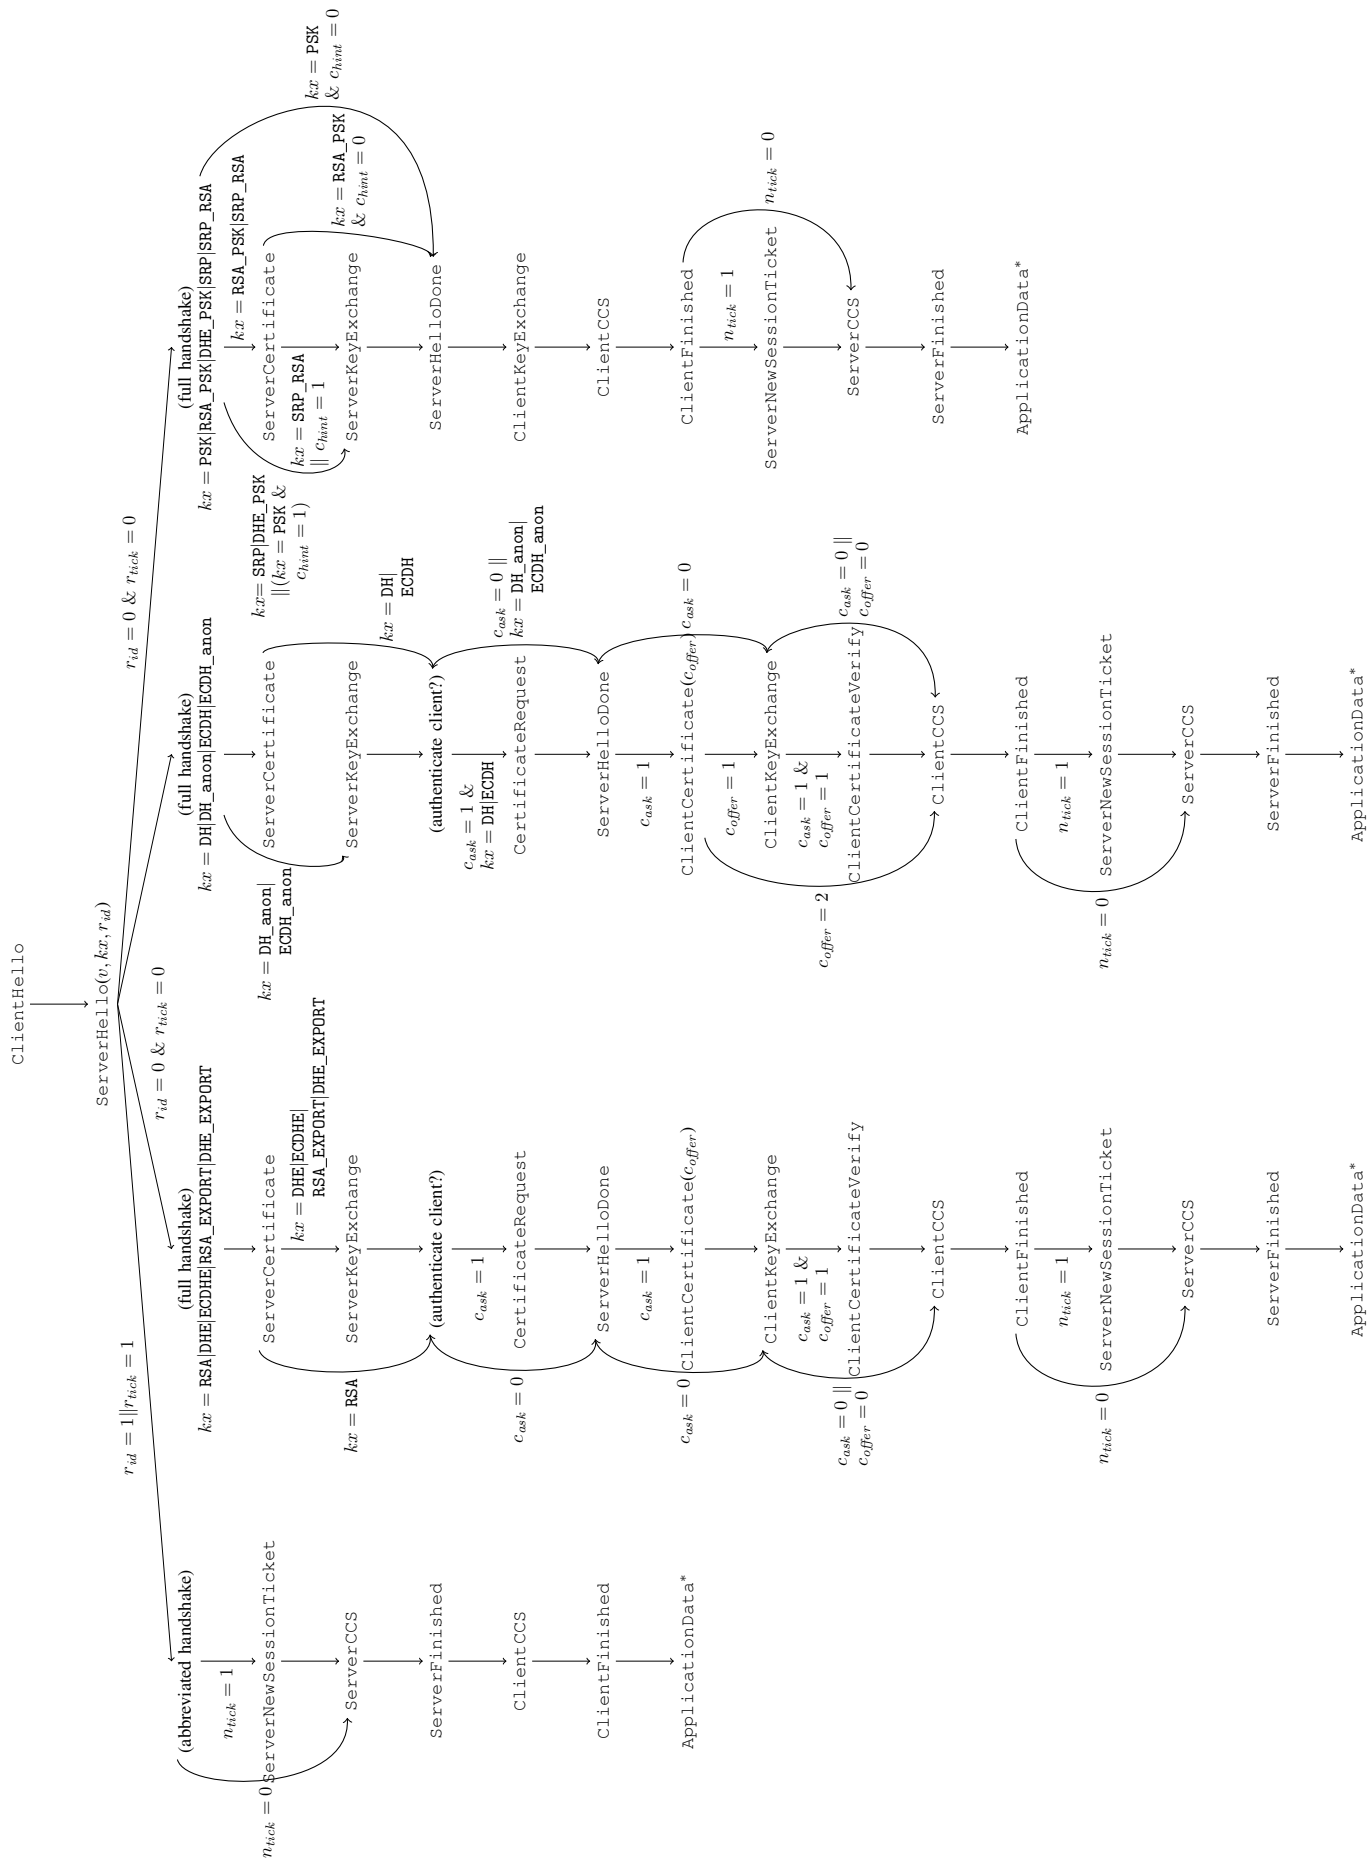 ClientHello
ServerHello(v, kx, r_id)
r_id = 1||r_tick = 1
r_id = 0 & r_tick = 0
r_id = 0 & r_tick = 0
(abbreviated handshake)
n_tick = 1
n_tick = 0
ServerNewSessionTicket
ServerCCS
ServerFinished
ClientCCS
ClientFinished
ApplicationData*
(full handshake)
kx = RSA|DHE|ECDHE|RSA_EXPORT|DHE_EXPORT
ServerCertificate
kx = DHE|ECDHE|
RSA_EXPORT|DHE_EXPORT
kx = RSA
ServerKeyExchange
(authenticate client?)
c_ask = 1
c_ask = 0
CertificateRequest
ServerHelloDone
c_ask = 1
c_ask = 0
ClientCertificate(c_offer)
ClientKeyExchange
c_ask = 1 &
c_offer = 1
c_ask = 0 ||
c_offer = 0
ClientCertificateVerify
ClientCCS
ClientFinished
n_tick = 1
n_tick = 0
ServerNewSessionTicket
ServerCCS
ServerFinished
ApplicationData*
(full handshake)
kx = DH|DH_anon|ECDH|ECDH_anon
kx = DH_anon|
ECDH_anon
ServerCertificate
kx = DH|
ECDH
ServerKeyExchange
(authenticate client?)
c_ask = 1 &
kx = DH|ECDH
c_ask = 0 ||
kx = DH_anon|
ECDH_anon
CertificateRequest
ServerHelloDone
c_ask = 1
c_ask = 0
ClientCertificate(c_offer)
c_offer = 1
c_offer = 2
ClientKeyExchange
c_ask = 1 &
c_offer = 1
c_ask = 0 ||
c_offer = 0
ClientCertificateVerify
ClientCCS
ClientFinished
n_tick = 1
n_tick = 0
ServerNewSessionTicket
ServerCCS
ServerFinished
ApplicationData*
(full handshake)
kx = PSK|RSA_PSK|DHE_PSK|SRP|SRP_RSA
kx = RSA_PSK|SRP_RSA
kx = PSK
& c_hint = 0
kx= SRP|DHE_PSK
||(kx = PSK &
c_hint = 1)
ServerCertificate
kx = SRP_RSA
|| c_hint = 1
kx = RSA_PSK
& c_hint = 0
ServerKeyExchange
ServerHelloDone
ClientKeyExchange
ClientCCS
ClientFinished
n_tick = 1
n_tick = 0
ServerNewSessionTicket
ServerCCS
ServerFinished
ApplicationData*